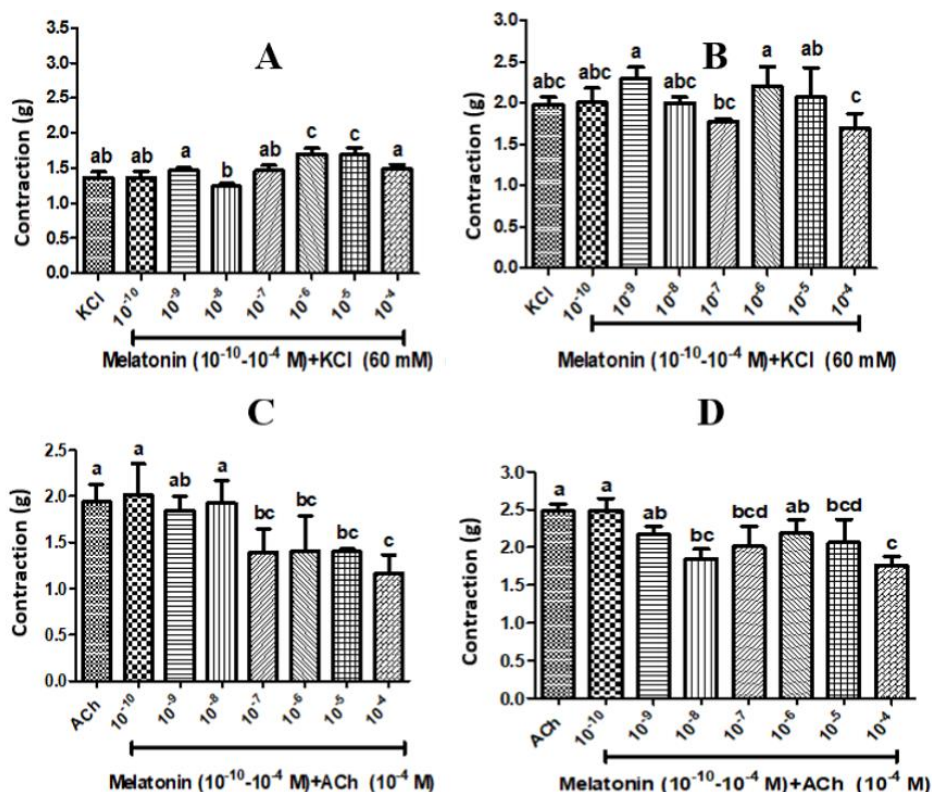 A
Contraction (g)
3.5
3.0
2.5
2.0
1.5
1.0
0.5
0.0
ab ab a b ab c c a
KCl 10⁻¹⁰ 10⁻⁹ 10⁻⁸ 10⁻⁷ 10⁻⁶ 10⁻⁵ 10⁻⁴
Melatonin (10⁻¹⁰-10⁻⁴ M)+KCl (60 mM)
B
Contraction (g)
3.0
2.5
2.0
1.5
1.0
0.5
0.0
abc abc a abc bc a ab c
KCl 10⁻¹⁰ 10⁻⁹ 10⁻⁸ 10⁻⁷ 10⁻⁶ 10⁻⁵ 10⁻⁴
Melatonin (10⁻¹⁰-10⁻⁴ M)+KCl (60 mM)
C
Contraction (g)
2.5
2.0
1.5
1.0
0.5
0.0
a a ab a bc bc bc c
ACh 10⁻¹⁰ 10⁻⁹ 10⁻⁸ 10⁻⁷ 10⁻⁶ 10⁻⁵ 10⁻⁴
Melatonin (10⁻¹⁰-10⁻⁴ M)+ACh (10⁻⁴ M)
D
Contraction (g)
3.0
2.5
2.0
1.5
1.0
0.5
0.0
a a ab bc bcd ab bcd c
ACh 10⁻¹⁰ 10⁻⁹ 10⁻⁸ 10⁻⁷ 10⁻⁶ 10⁻⁵ 10⁻⁴
Melatonin (10⁻¹⁰-10⁻⁴ M)+ACh (10⁻⁴ M)